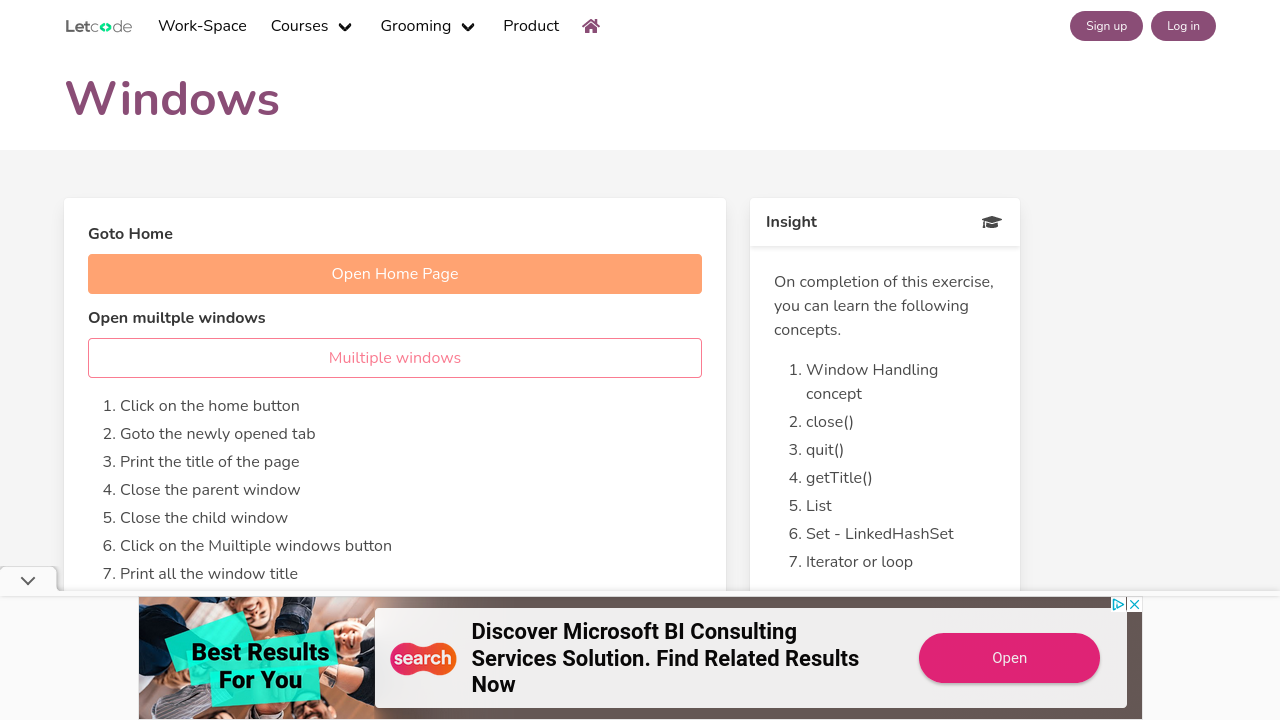 Letcode Work-Space Courses Grooming Product Sign up Log in
Windows
Goto Home
Open Home Page
Open muiltple windows
Muiltiple windows
1. Click on the home button
2. Goto the newly opened tab
3. Print the title of the page
4. Close the parent window
5. Close the child window
6. Click on the Muiltiple windows button
7. Print all the window title
Insight
On completion of this exercise,
you can learn the following
concepts.
1. Window Handling
concept
2. close()
3. quit()
4. getTitle()
5. List
6. Set - LinkedHashSet
7. Iterator or loop
Best Results
For You
search
Discover Microsoft BI Consulting
Services Solution. Find Related Results
Now
Open